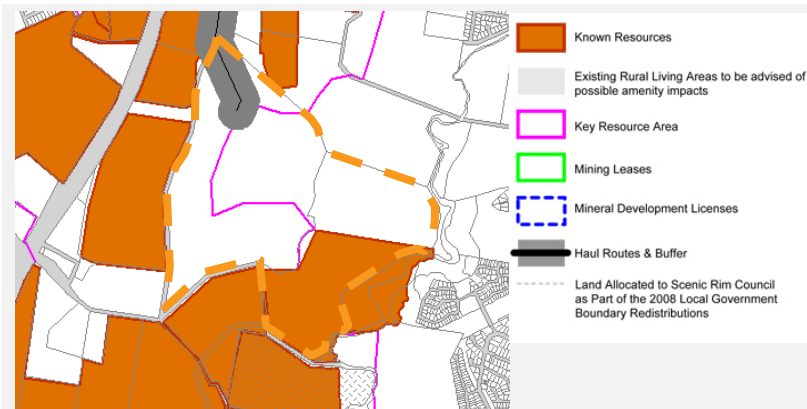 Known Resources
Existing Rural Living Areas to be advised of
possible amenity impacts
Key Resource Area
Mining Leases
Mineral Development Licenses
Haul Routes & Buffer
Land Allocated to Scenic Rim Council
as Part of the 2008 Local Government
Boundary Redistributions